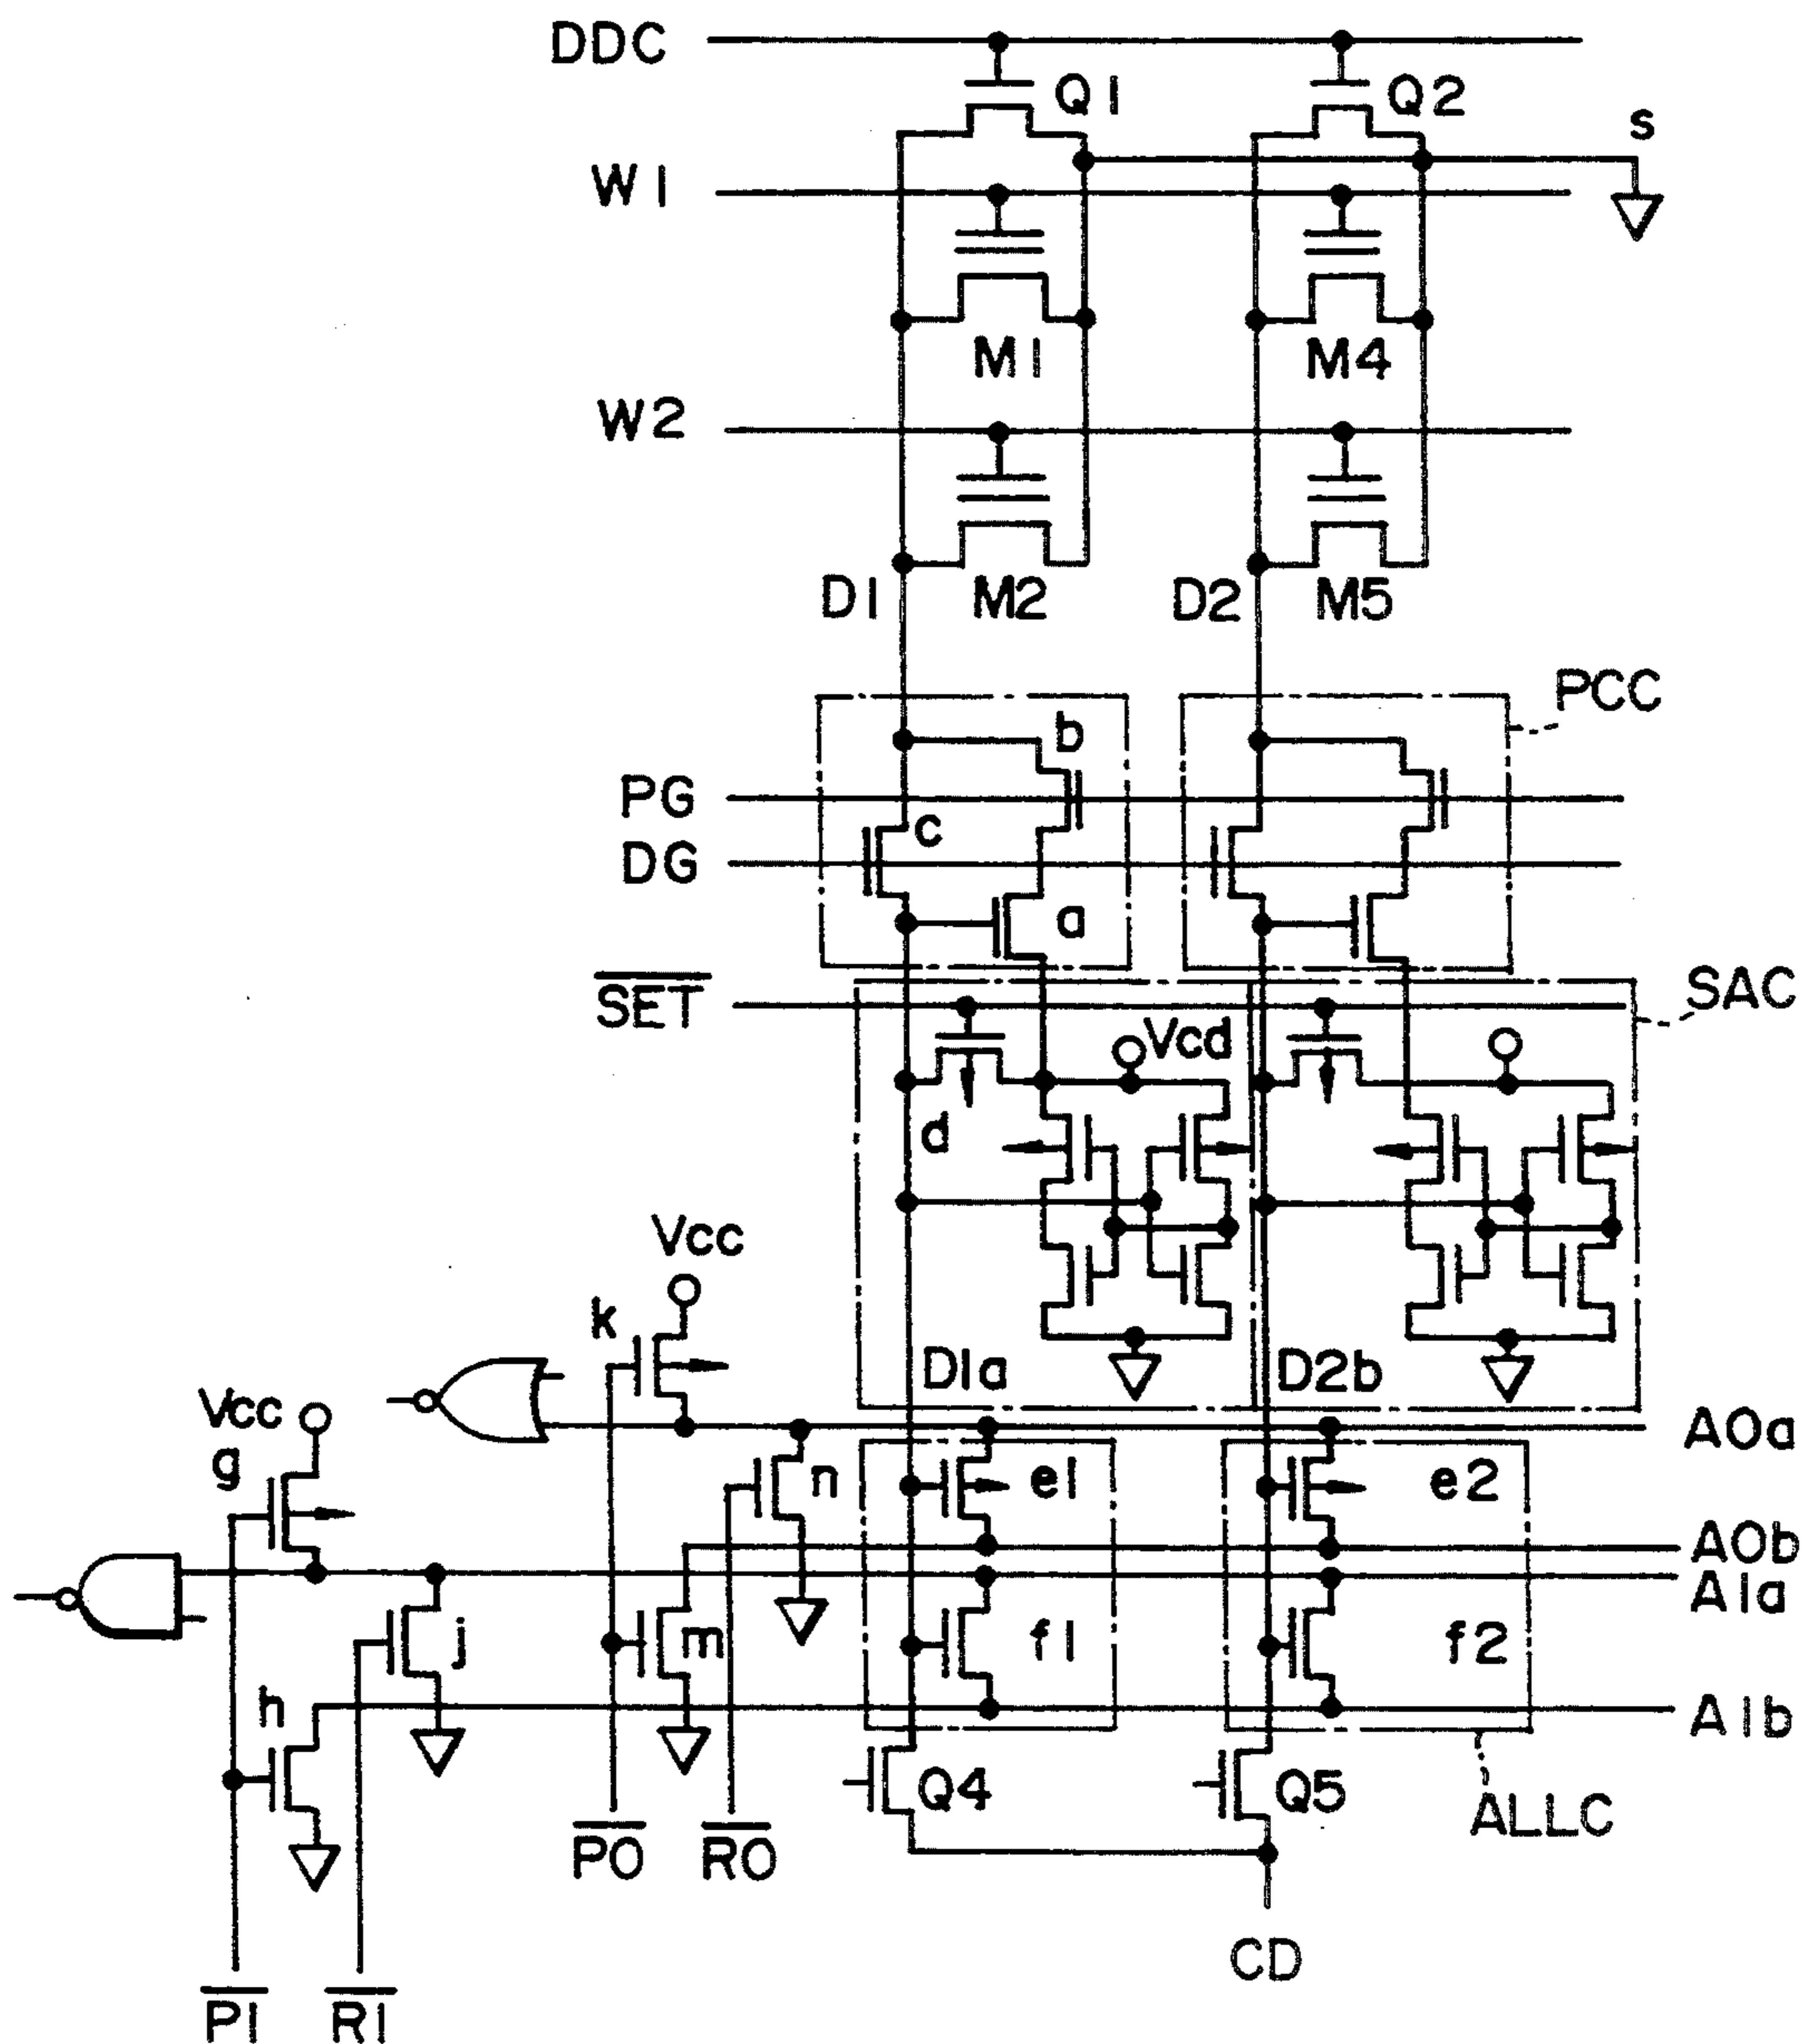 DDC
Q1
Q2
s
W1
M1
M4
W2
D1
M2
D2
M5
PCC
b
PG
c
DG
a
SET
SAC
Vcd
d
Vcc
k
D1a
D2b
Vcc
A0a
g
n
e1
e2
A0b
A1a
j
m
f1
f2
h
A1b
Q4
Q5
ALLC
P0
R0
CD
P1
R1